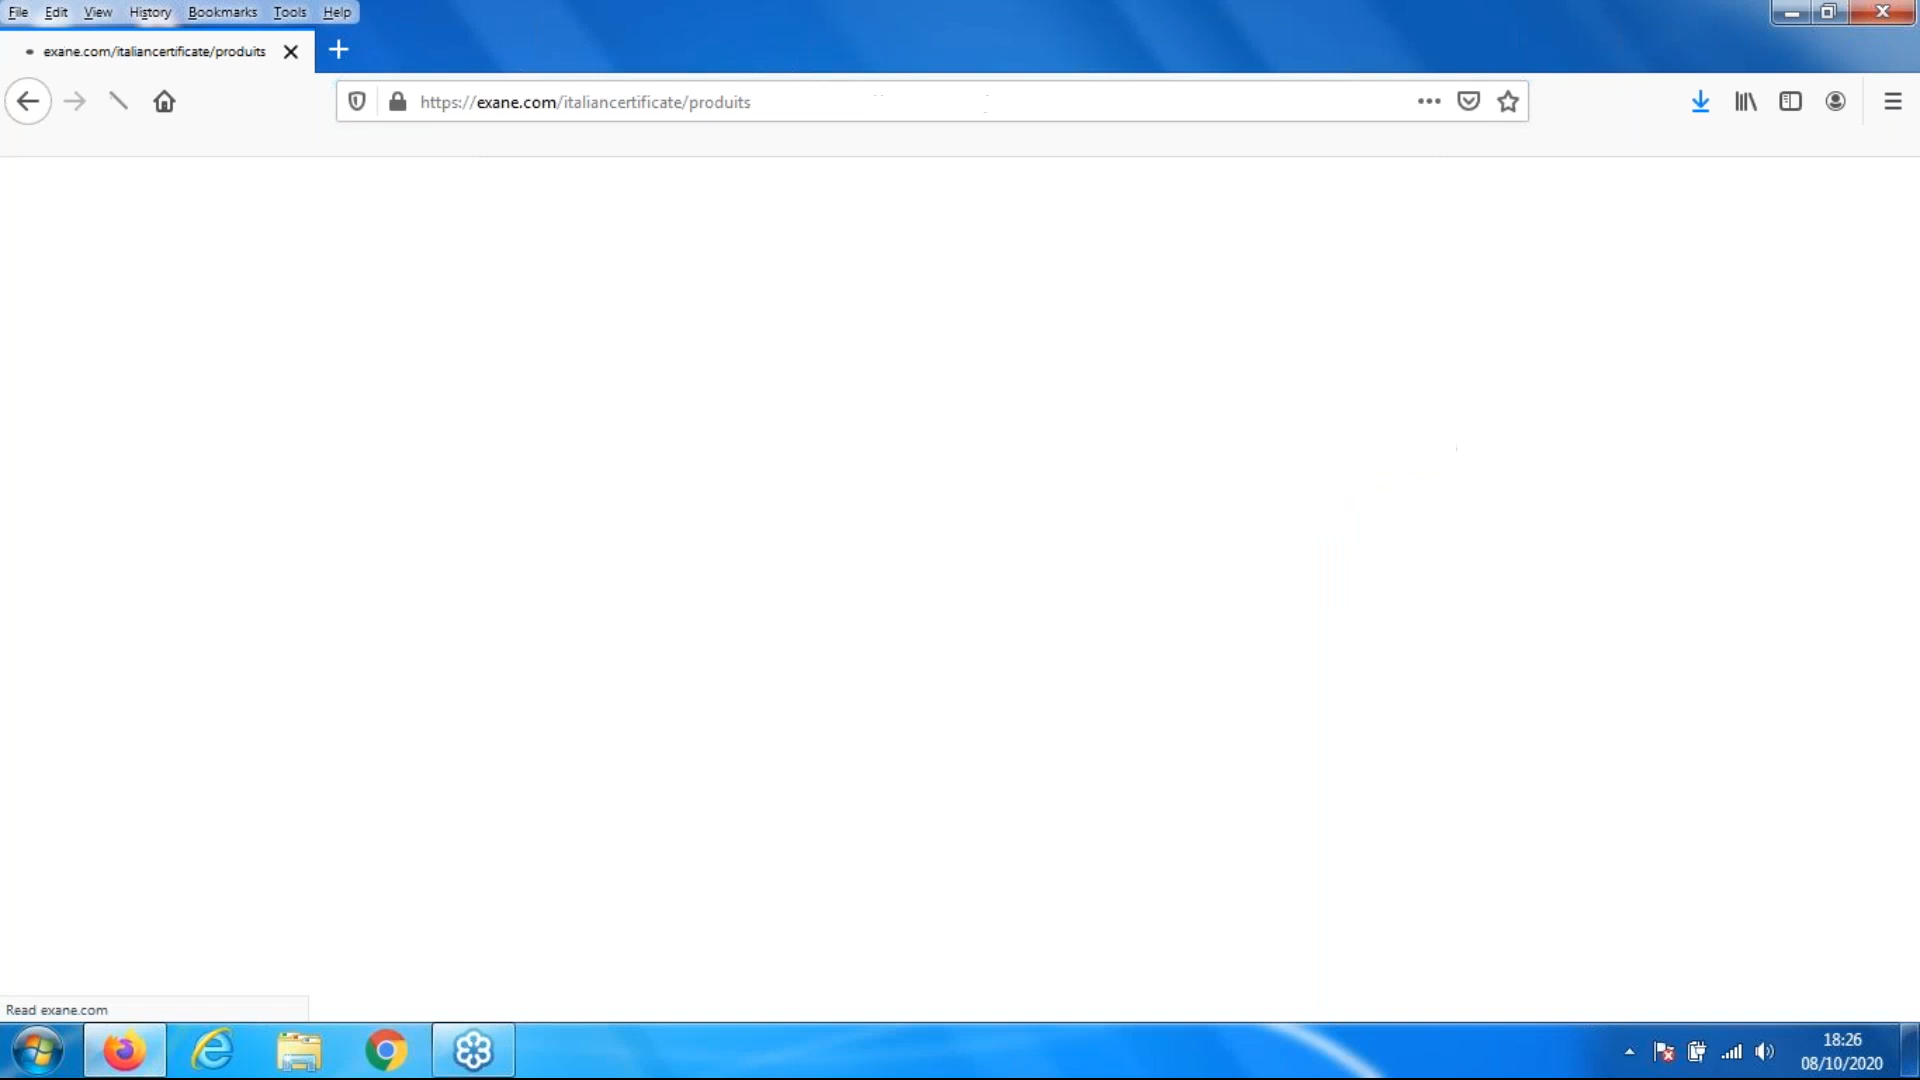 File Edit View History Bookmarks Tools Help
exane.com/italiancertificate/produits
https://exane.com/italiancertificate/produits
Read exane.com
18:26
08/10/2020